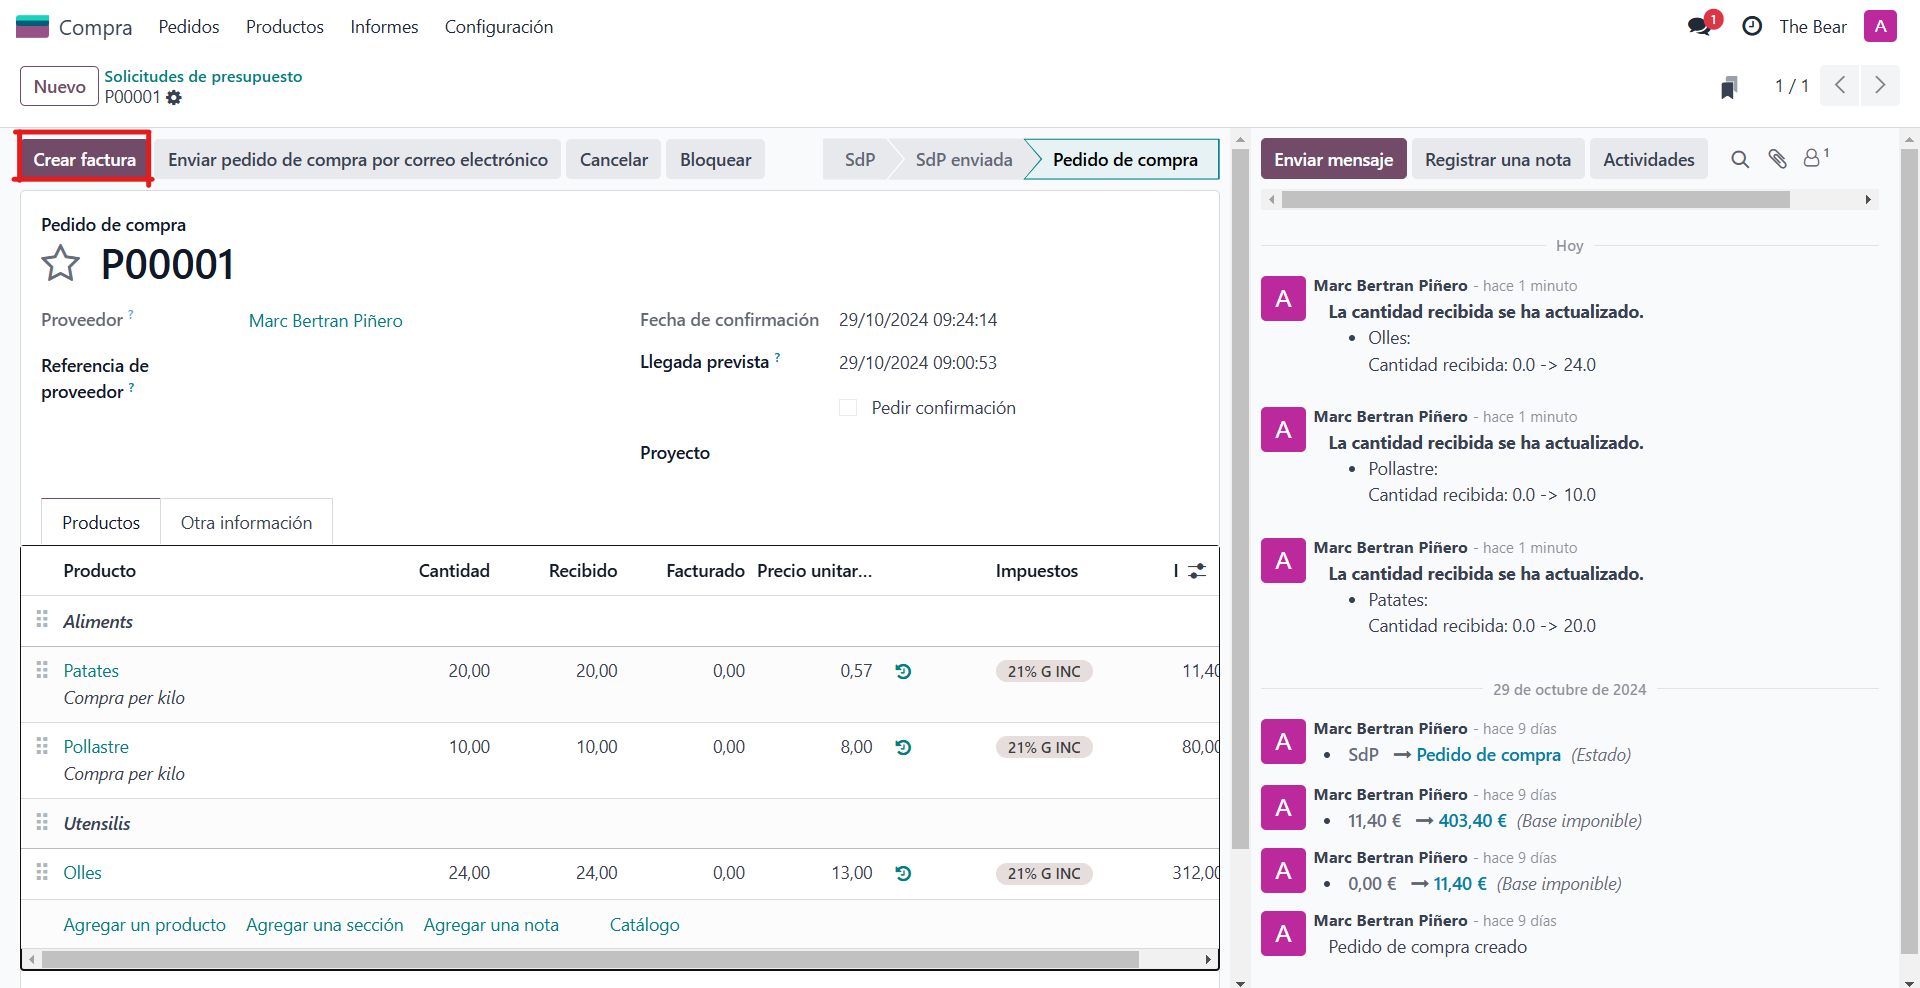 Compra Pedidos Productos Informes Configuración 1 The Bear A
Nuevo Solicitudes de presupuesto
P00001 1 / 1
Crear factura Enviar pedido de compra por correo electrónico Cancelar Bloquear SdP SdP enviada Pedido de compra
Pedido de compra
P00001
Proveedor ? Marc Bertran Piñero
Referencia de
proveedor ?
Fecha de confirmación 29/10/2024 09:24:14
Llegada prevista ? 29/10/2024 09:00:53
Pedir confirmación
Proyecto
Productos Otra información
Producto Cantidad Recibido Facturado Precio unitar... Impuestos I
Aliments
Patates 20,00 20,00 0,00 0,57 21% G INC 11,40
Compra per kilo
Pollastre 10,00 10,00 0,00 8,00 21% G INC 80,00
Compra per kilo
Utensilis
Olles 24,00 24,00 0,00 13,00 21% G INC 312,00
Agregar un producto Agregar una sección Agregar una nota Catálogo
Enviar mensaje Registrar una nota Actividades 1
Hoy
A Marc Bertran Piñero - hace 1 minuto
La cantidad recibida se ha actualizado.
• Olles:
Cantidad recibida: 0.0 -> 24.0
A Marc Bertran Piñero - hace 1 minuto
La cantidad recibida se ha actualizado.
• Pollastre:
Cantidad recibida: 0.0 -> 10.0
A Marc Bertran Piñero - hace 1 minuto
La cantidad recibida se ha actualizado.
• Patates:
Cantidad recibida: 0.0 -> 20.0
29 de octubre de 2024
A Marc Bertran Piñero - hace 9 días
• SdP → Pedido de compra (Estado)
A Marc Bertran Piñero - hace 9 días
• 11,40 € → 403,40 € (Base imponible)
A Marc Bertran Piñero - hace 9 días
• 0,00 € → 11,40 € (Base imponible)
A Marc Bertran Piñero - hace 9 días
Pedido de compra creado